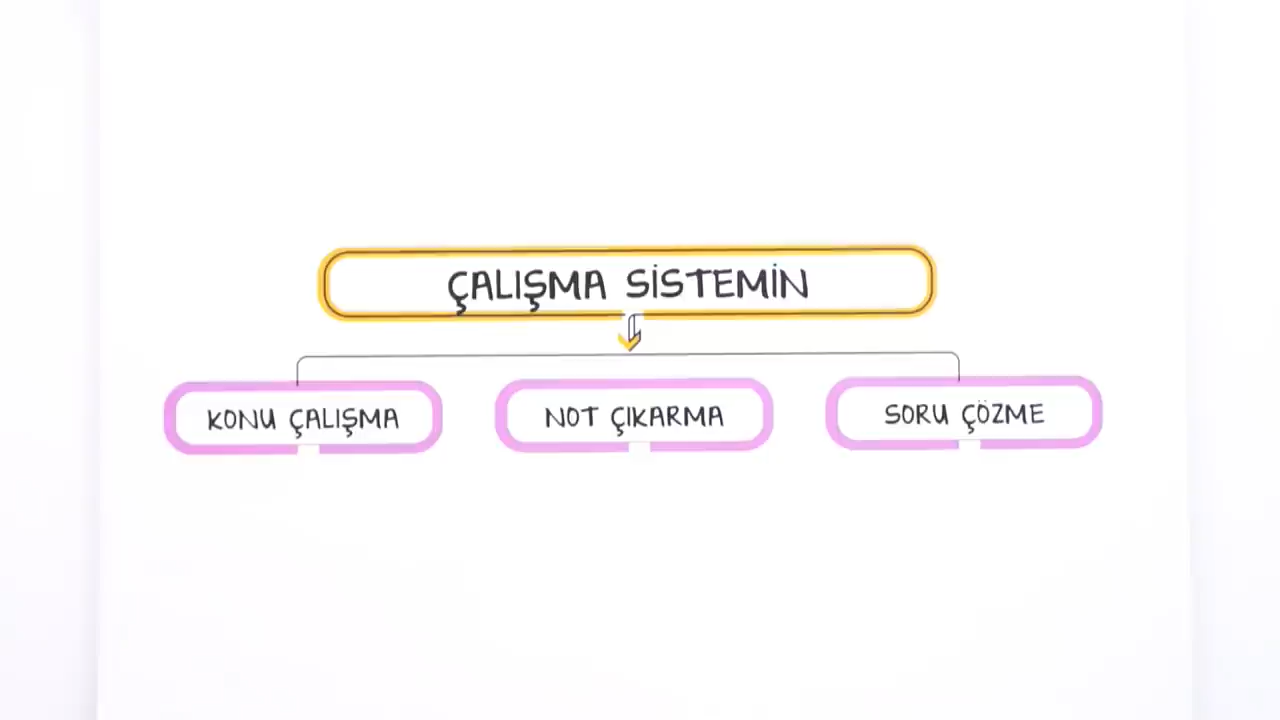 ÇALIŞMA SİSTEMİN
KONU ÇALIŞMA
NOT ÇIKARMA
SORU ÇÖZME